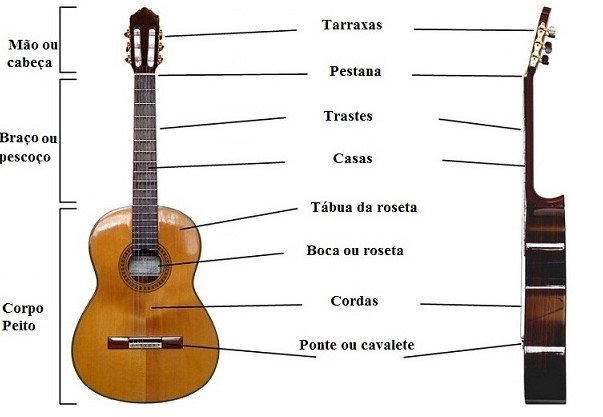 Mão ou
cabeça
Braço ou
pescoço
Corpo
Peito
Tarraxas
Pestana
Trastes
Casas
Tábua da roseta
Boca ou roseta
Cordas
Ponte ou cavalete